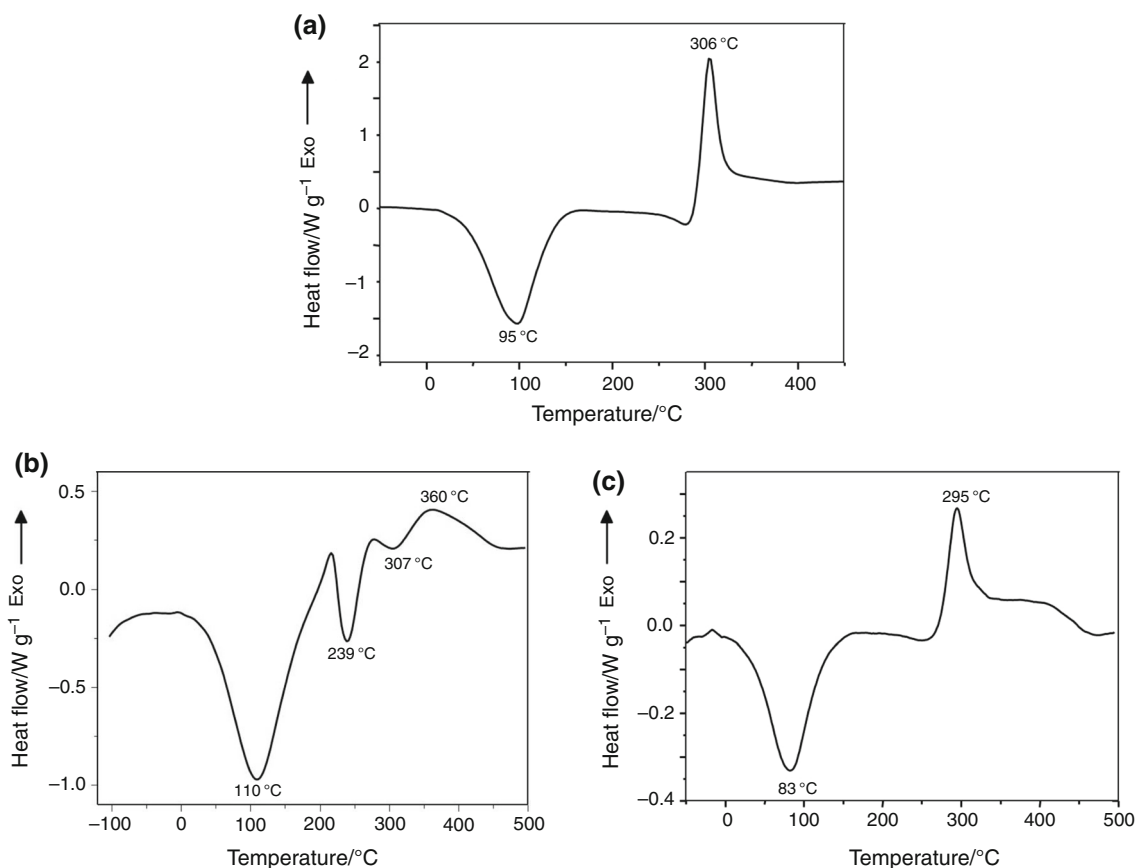 (a)
306 °C
2
1
0
−1
−2
Heat flow/W g⁻¹ Exo
95 °C
0
100
200
300
400
Temperature/°C
(b)
0.5
0.0
−0.5
−1.0
Heat flow/W g⁻¹ Exo
360 °C
307 °C
239 °C
110 °C
−100
0
100
200
300
400
500
Temperature/°C
(c)
295 °C
0.2
0.0
−0.2
−0.4
Heat flow/W g⁻¹ Exo
83 °C
0
100
200
300
400
500
Temperature/°C